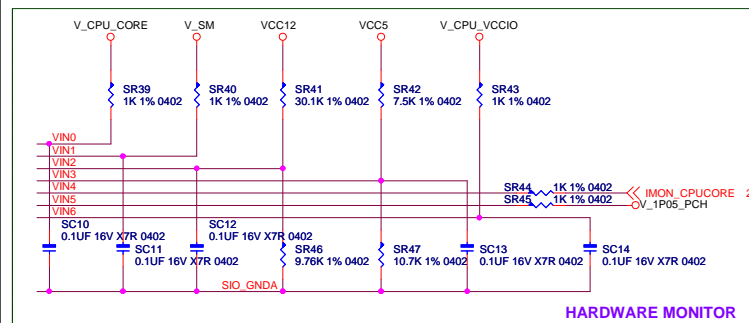 V_CPU_CORE V_SM VCC12 VCC5 V_CPU_VCCIO
SR39 SR40 SR41 SR42 SR43
1K 1% 0402 1K 1% 0402 30.1K 1% 0402 7.5K 1% 0402 1K 1% 0402
VIN0
VIN1
VIN2
VIN3
VIN4 SR44 1K 1% 0402 IMON_CPUCORE 2
VIN5 SR45 1K 1% 0402 V_1P05_PCH
VIN6
SC10 SC12
0.1UF 16V X7R 0402 0.1UF 16V X7R 0402
SC11 SR46 SR47 SC13 SC14
0.1UF 16V X7R 0402 9.76K 1% 0402 10.7K 1% 0402 0.1UF 16V X7R 0402 0.1UF 16V X7R 0402
SIO_GNDA
HARDWARE MONITOR